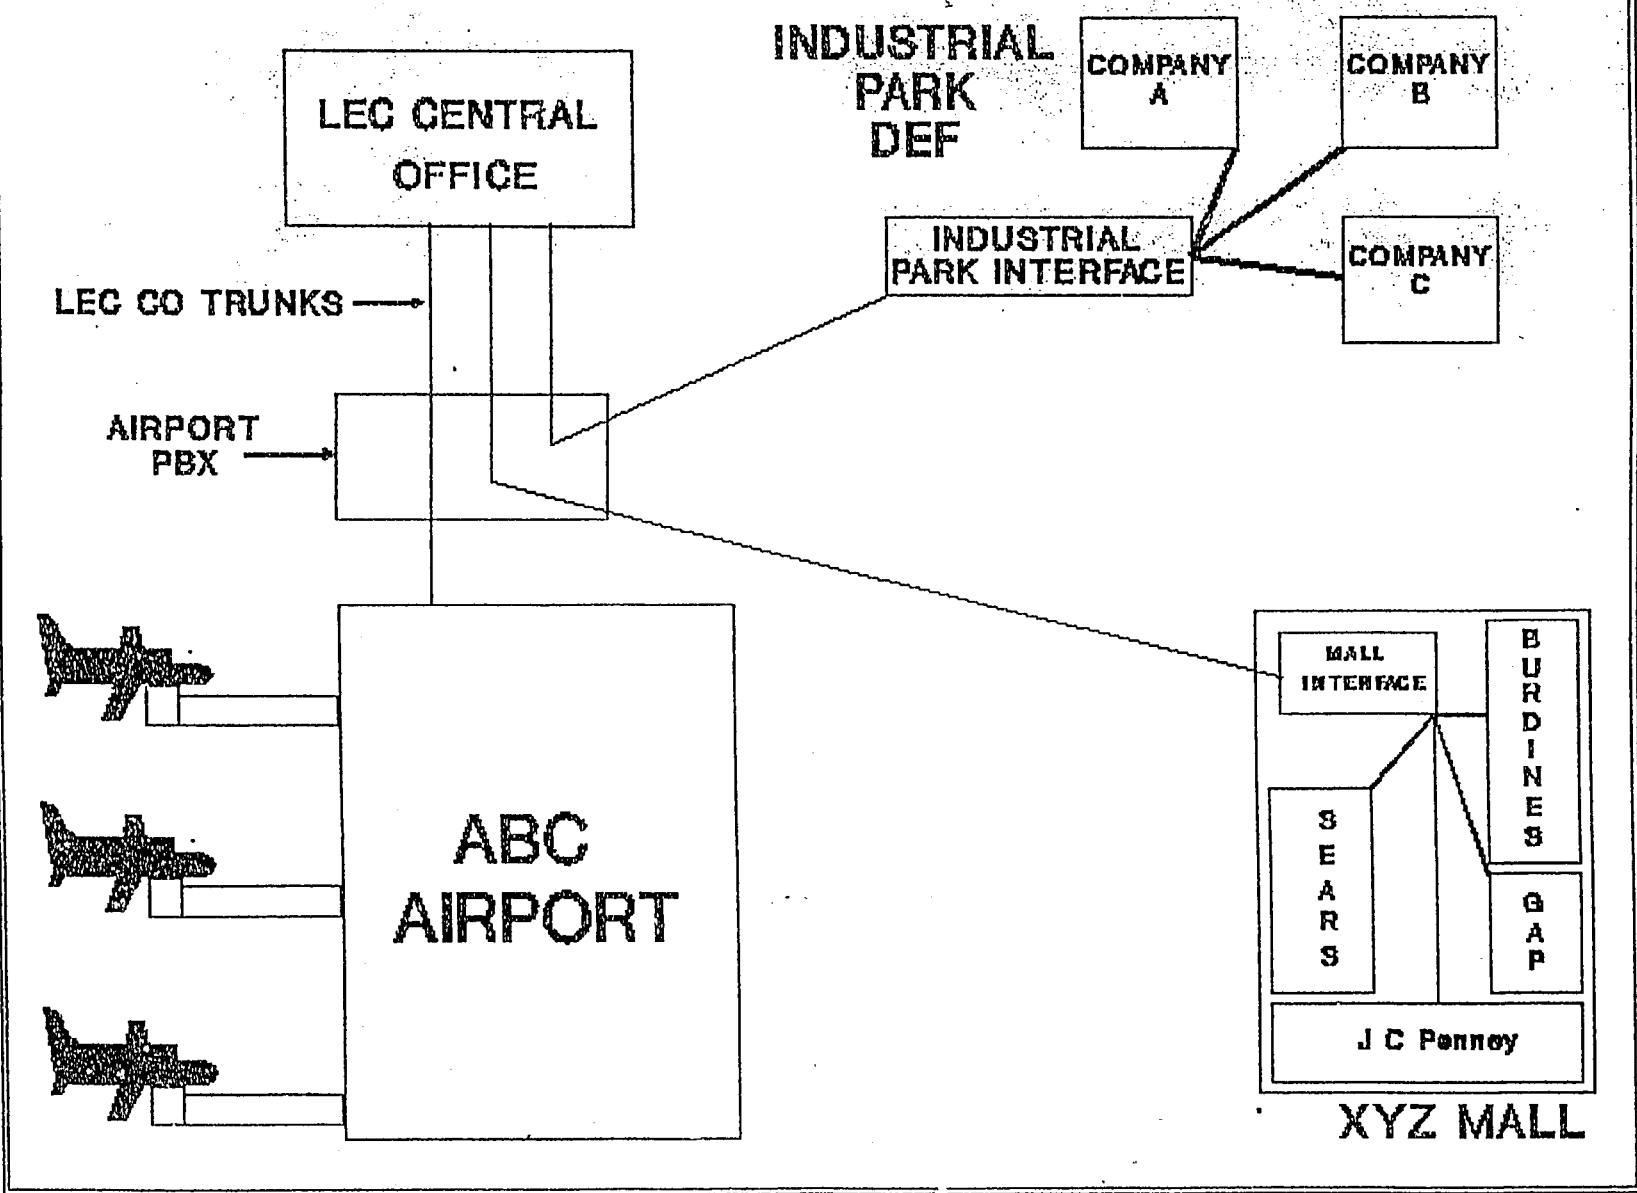 LEC CENTRAL
OFFICE
INDUSTRIAL
PARK
DEF
COMPANY
A
COMPANY
B
INDUSTRIAL
PARK INTERFACE
COMPANY
C
LEC CO TRUNKS
AIRPORT
PBX
ABC
AIRPORT
MALL
INTERFACE
BURDINES
SEARS
GAP
J C Penney
XYZ MALL